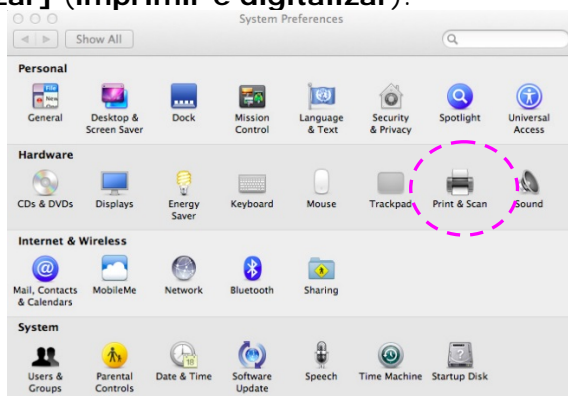 zar] (imprimir e digitalizar).
System Preferences
Show All
Personal
General
Desktop &
Screen Saver
Dock
Mission
Control
Language
& Text
Security
& Privacy
Spotlight
Universal
Access
Hardware
CDs & DVDs
Displays
Energy
Saver
Keyboard
Mouse
Trackpad
Print & Scan
Sound
Internet & Wireless
Mail, Contacts
& Calendars
MobileMe
Network
Bluetooth
Sharing
System
Users &
Groups
Parental
Controls
Date & Time
Software
Update
Speech
Time Machine
Startup Disk